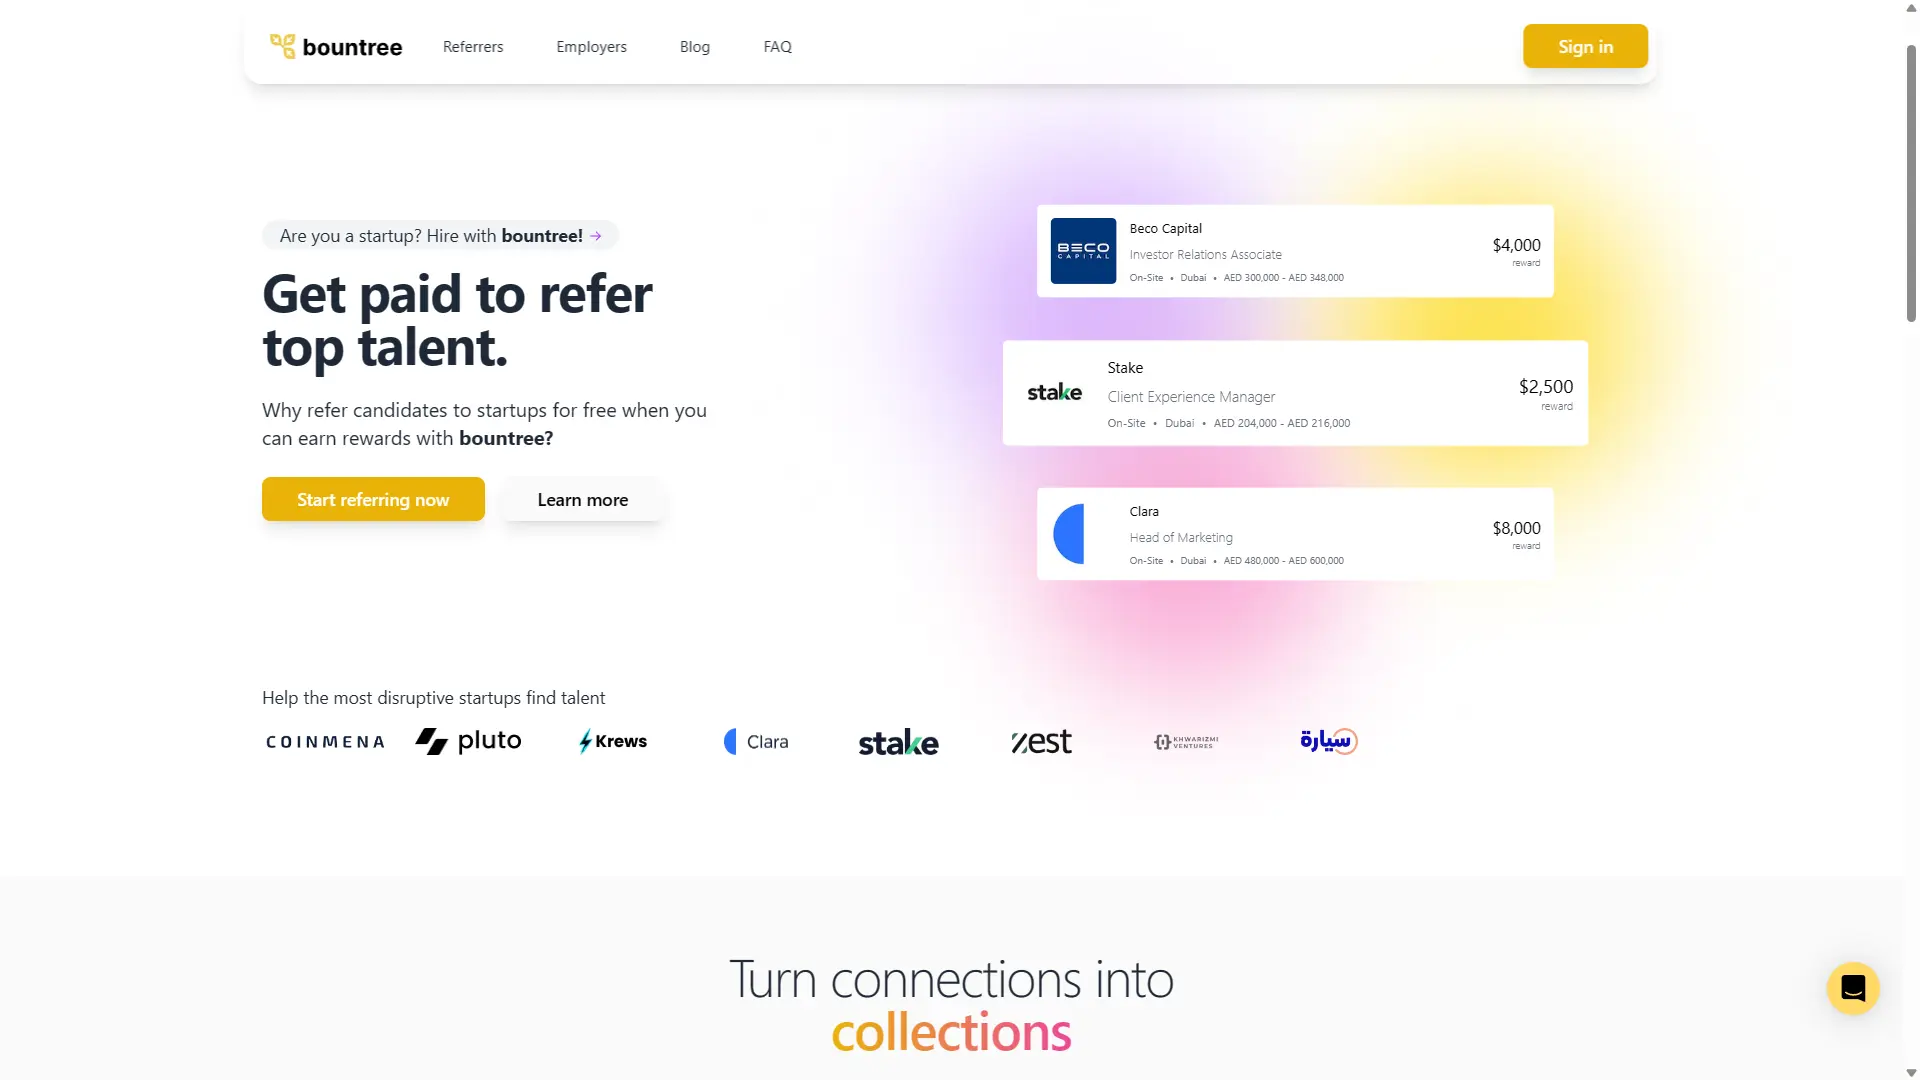 bountree
Referrers
Employers
Blog
FAQ
Sign in
Are you a startup? Hire with bountree! →
Get paid to refer
top talent.
Why refer candidates to startups for free when you
can earn rewards with bountree?
Start referring now
Learn more
BECO
CAPITAL
Beco Capital
Investor Relations Associate
On-Site • Dubai • AED 300,000 - AED 348,000
$4,000
reward
stake
Stake
Client Experience Manager
On-Site • Dubai • AED 204,000 - AED 216,000
$2,500
reward
Clara
Head of Marketing
On-Site • Dubai • AED 480,000 - AED 600,000
$8,000
reward
Help the most disruptive startups find talent
COINMENA
pluto
Krews
Clara
stake
zest
KHWARIZMI
VENTURES
سيارة
Turn connections into
collections